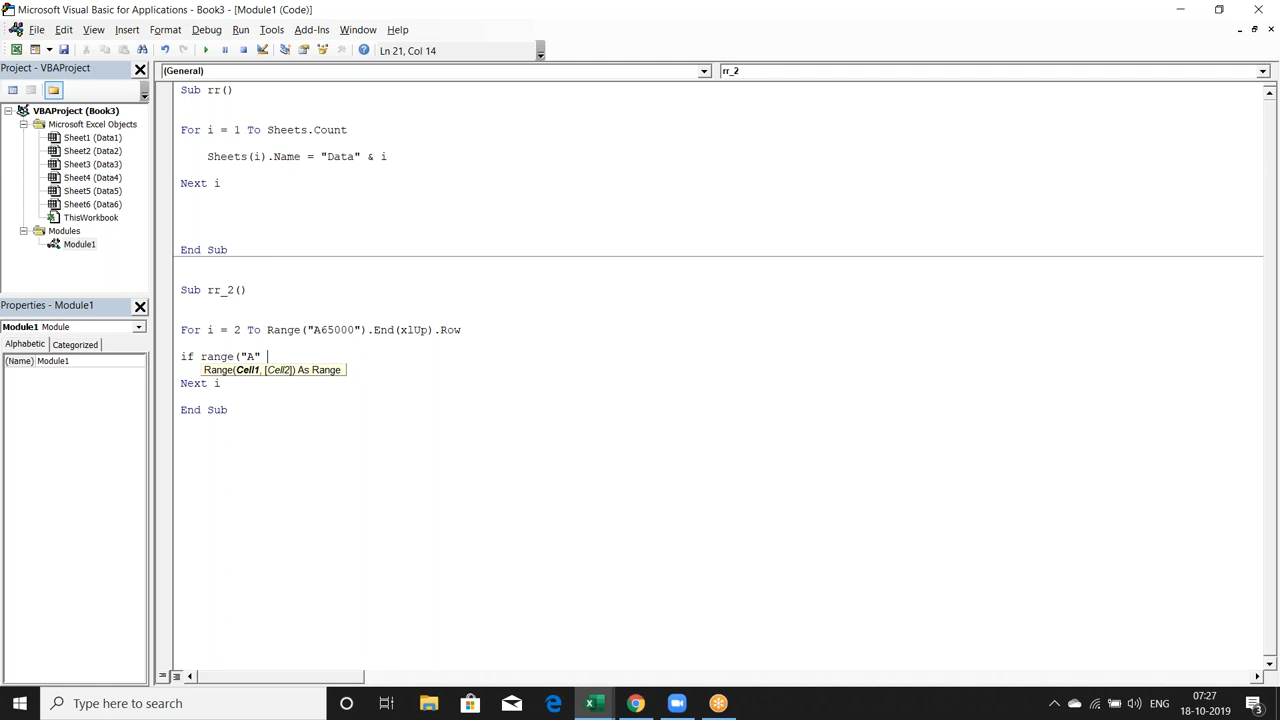 Microsoft Visual Basic for Applications - Book3 - [Module1 (Code)]
File Edit View Insert Format Debug Run Tools Add-Ins Window Help
Ln 21, Col 14
Project - VBAProject
(General)
rr_2
VBAProject (Book3)
Microsoft Excel Objects
Sheet1 (Data1)
Sheet2 (Data2)
Sheet3 (Data3)
Sheet4 (Data4)
Sheet5 (Data5)
Sheet6 (Data6)
ThisWorkbook
Modules
Module1
Properties - Module1
Module1 Module
Alphabetic Categorized
(Name) Module1
Sub rr()
For i = 1 To Sheets.Count
Sheets(i).Name = "Data" & i
Next i
End Sub
Sub rr_2()
For i = 2 To Range("A65000").End(xlUp).Row
if range("A"
Range(Cell1, [Cell2]) As Range
Next i
End Sub
Type here to search
ENG
07:27
18-10-2019
3